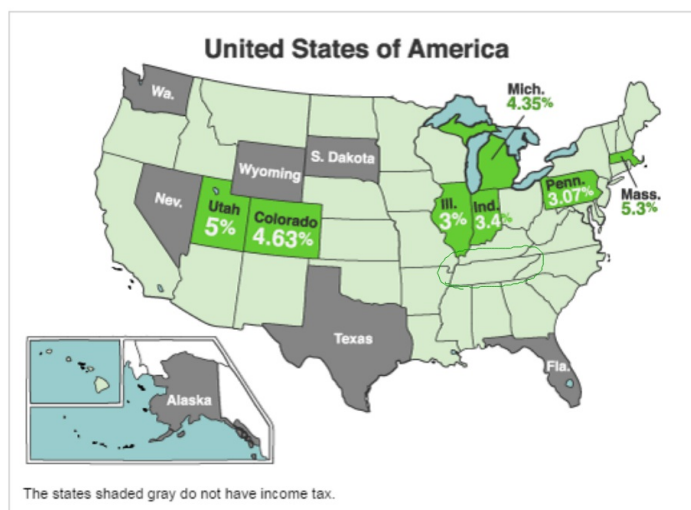 United States of America
Mich.
4.35%
Wa.
S. Dakota
Wyoming
Nev.
Utah
5%
Colorado
4.63%
Ill.
3%
Ind.
3.4%
Penn.
3.07%
Mass.
5.3%
Texas
Fla.
Alaska
The states shaded gray do not have income tax.